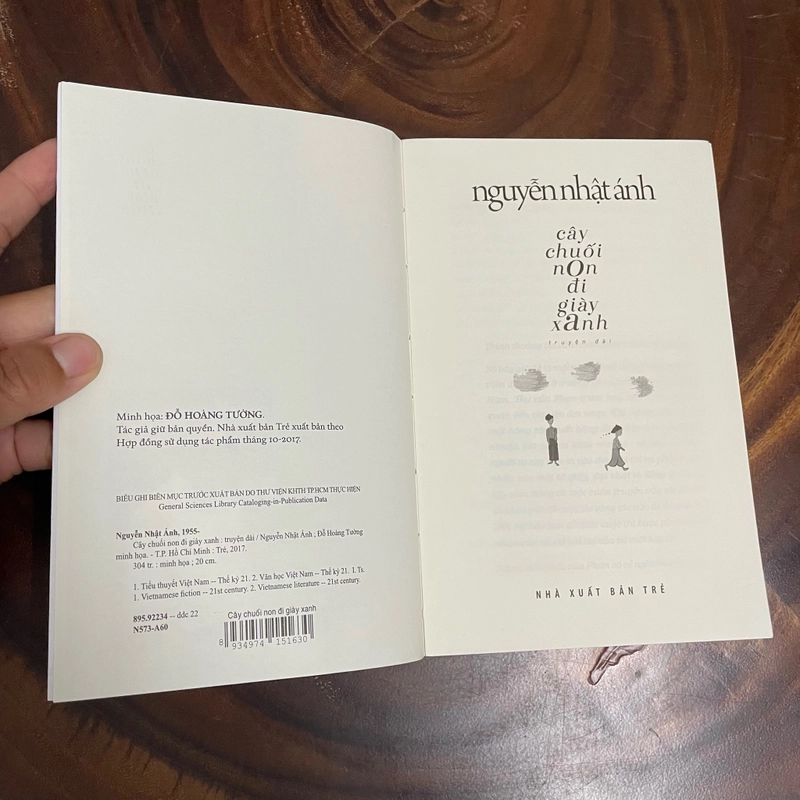 Minh họa: ĐỖ HOÀNG TƯỜNG.
Tác giả giữ bản quyền. Nhà xuất bản Trẻ xuất bản theo
Hợp đồng sử dụng tác phẩm tháng 10-2017.
BIỂU GHI BIÊN MỤC TRƯỚC XUẤT BẢN DO THƯ VIỆN KHTH TP.HCM THỰC HIỆN
General Sciences Library Cataloging-in-Publication Data
Nguyễn Nhật Ánh, 1955-
Cây chuối non đi giày xanh : truyện dài / Nguyễn Nhật Ánh ; Đỗ Hoàng Tường
minh họa. - T.P. Hồ Chí Minh : Trẻ, 2017.
304 tr. : minh họa ; 20 cm.
1. Tiểu thuyết Việt Nam -- Thế kỷ 21. 2. Văn học Việt Nam -- Thế kỷ 21. I. Ts.
1. Vietnamese fiction -- 21st century. 2. Vietnamese literature -- 21st century.
895.92234 -- ddc 22
N573-A60
Cây chuối non đi giày xanh
8 934974 151630
nguyễn nhật ánh
cây
chuối
non
đi
giày
xanh
truyện dài
NHÀ XUẤT BẢN TRẺ